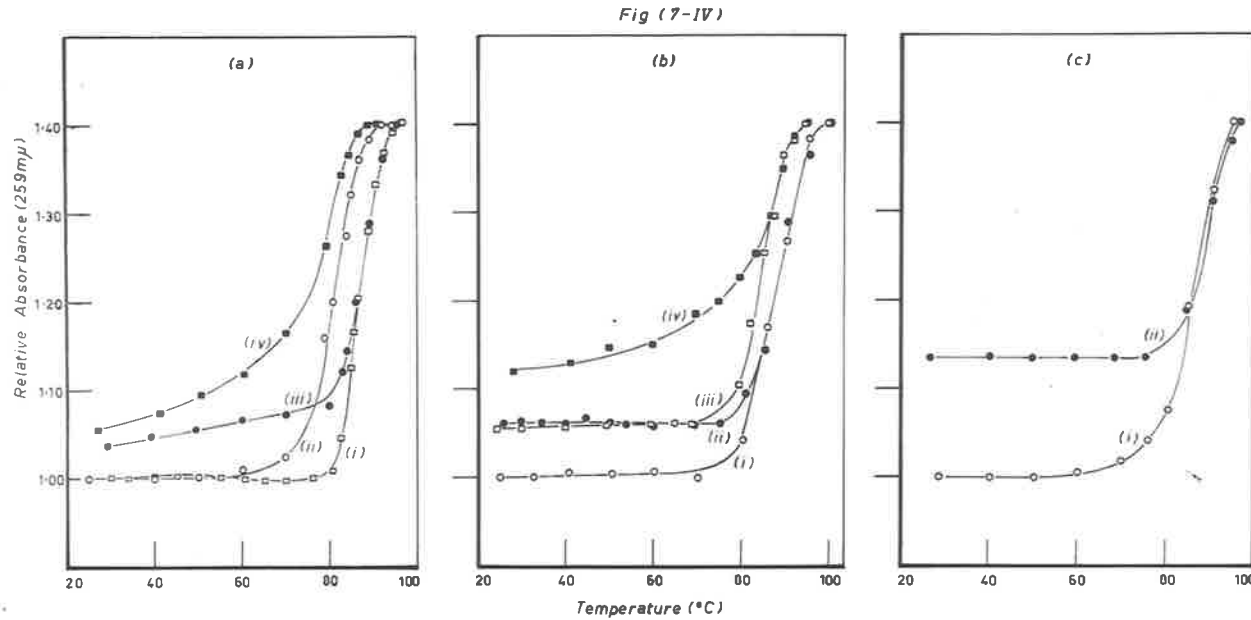 Fig (7-IV)
(a)
(b)
(c)
Relative Absorbance (259mμ)
1·40
1·30
1·20
1·10
1·00
(iv)
(iii)
(ii)
(i)
(iv)
(iii)
(ii)
(i)
(ii)
(i)
20 40 60 80 100
20 40 60 80 100
20 40 60 80 100
Temperature (°C)